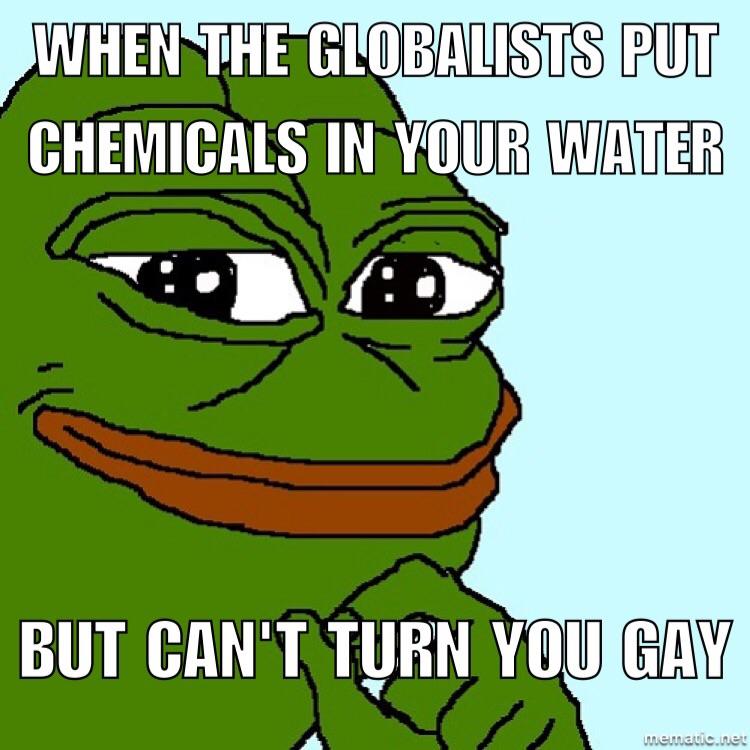 WHEN THE GLOBALISTS PUT
CHEMICALS IN YOUR WATER
BUT CAN'T TURN YOU GAY
mematic.net